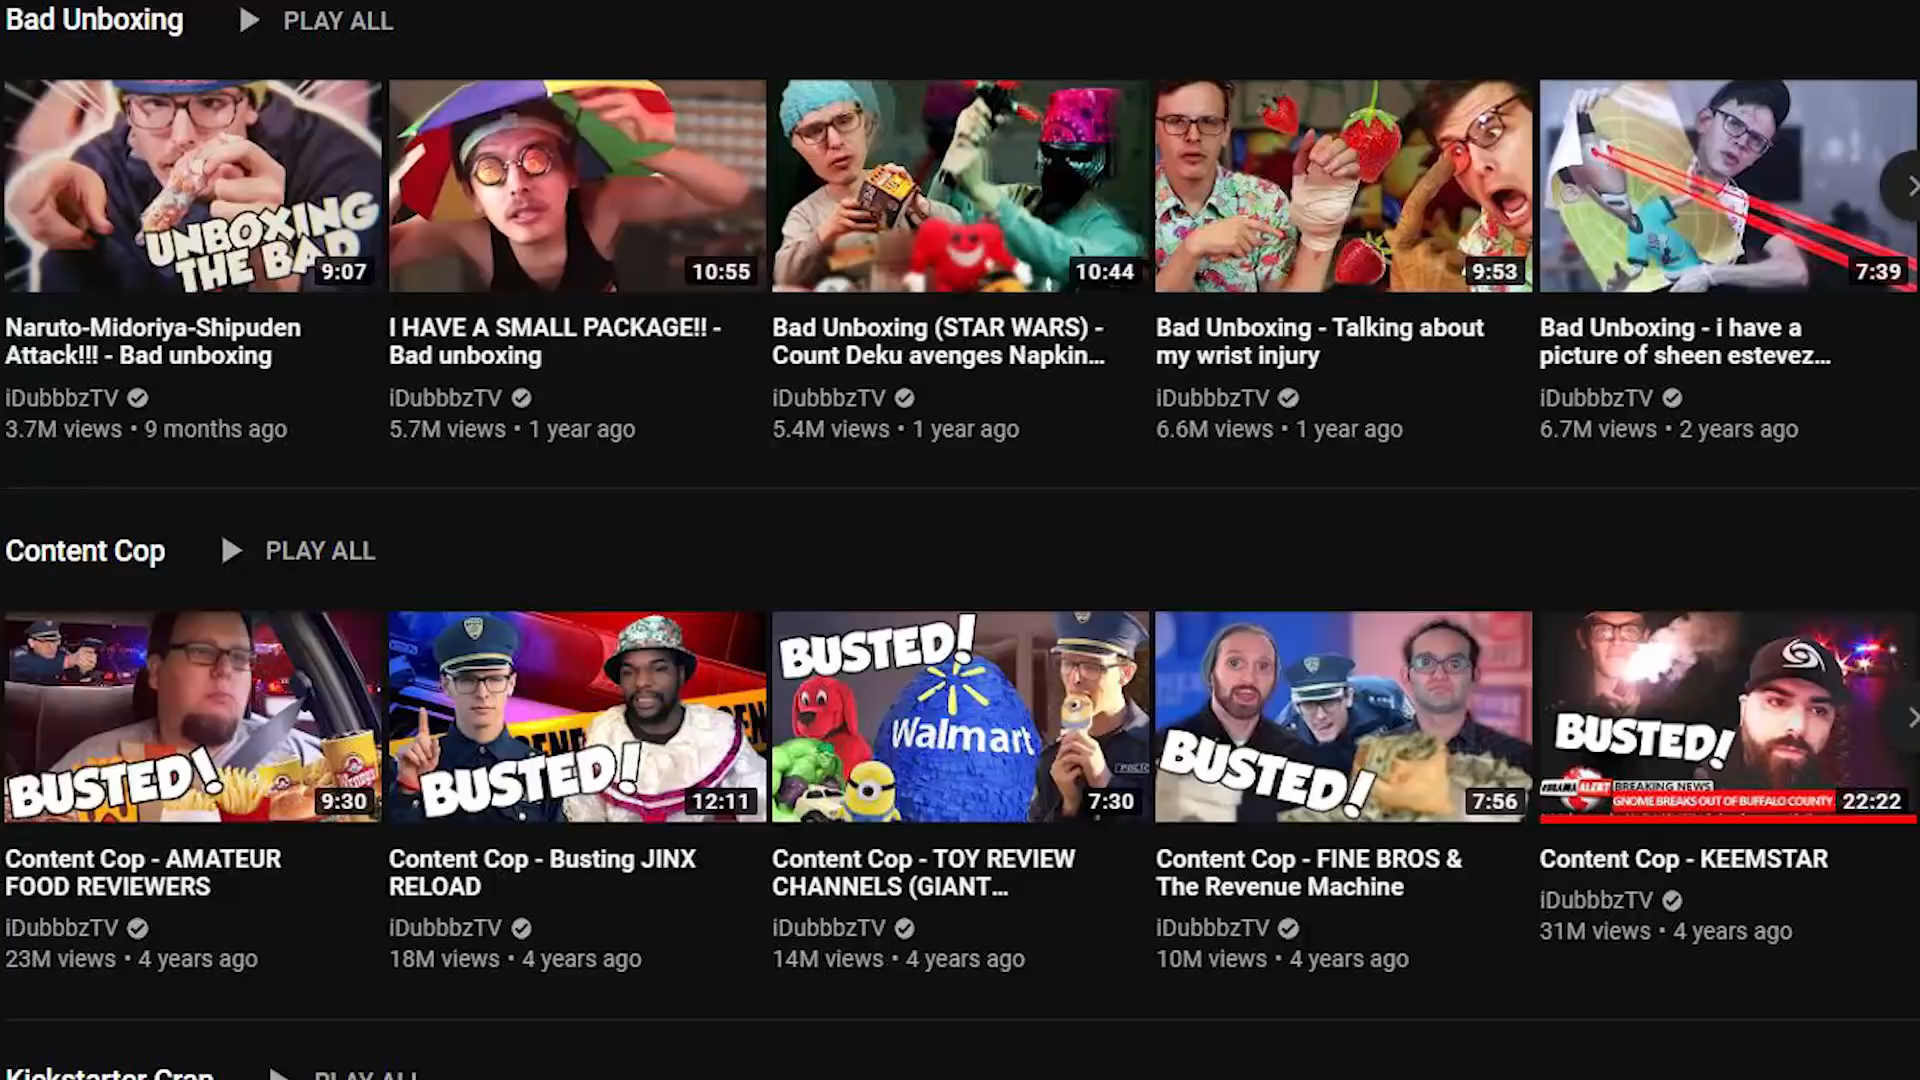 Bad Unboxing
PLAY ALL
UNBOXING
THE BAD
9:07
10:55
10:44
9:53
7:39
Naruto-Midoriya-Shipuden
Attack!!! - Bad unboxing
iDubbbzTV
3.7M views • 9 months ago
I HAVE A SMALL PACKAGE!! -
Bad unboxing
iDubbbzTV
5.7M views • 1 year ago
Bad Unboxing (STAR WARS) -
Count Deku avenges Napkin...
iDubbbzTV
5.4M views • 1 year ago
Bad Unboxing - Talking about
my wrist injury
iDubbbzTV
6.6M views • 1 year ago
Bad Unboxing - i have a
picture of sheen estevez...
iDubbbzTV
6.7M views • 2 years ago
Content Cop
PLAY ALL
BUSTED!
9:30
BUSTED!
12:11
BUSTED!
Walmart
7:30
BUSTED!
7:56
BUSTED!
ALERT
BREAKING NEWS
GNOME BREAKS OUT OF BUFFALO COUNTY
22:22
Content Cop - AMATEUR
FOOD REVIEWERS
iDubbbzTV
23M views • 4 years ago
Content Cop - Busting JINX
RELOAD
iDubbbzTV
18M views • 4 years ago
Content Cop - TOY REVIEW
CHANNELS (GIANT...
iDubbbzTV
14M views • 4 years ago
Content Cop - FINE BROS &
The Revenue Machine
iDubbbzTV
10M views • 4 years ago
Content Cop - KEEMSTAR
iDubbbzTV
31M views • 4 years ago
Kickstarter Crap
PLAY ALL